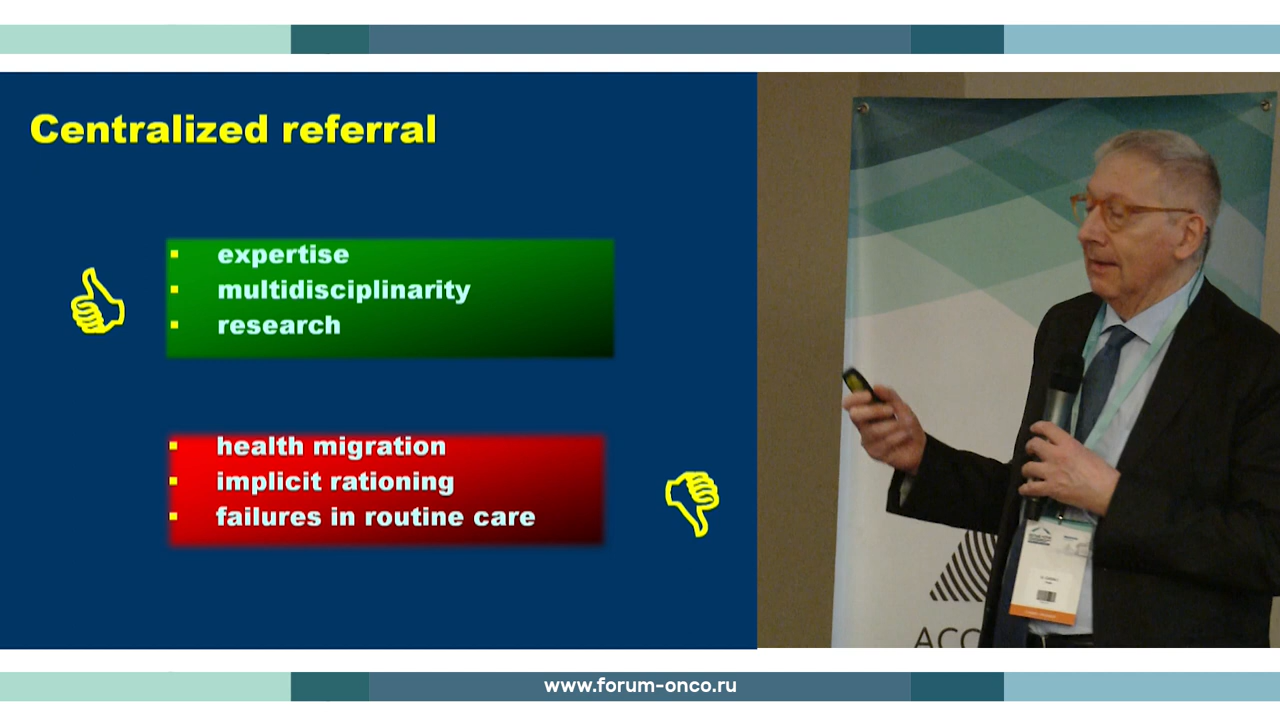 Centralized referral
expertise
multidisciplinarity
research
health migration
implicit rationing
failures in routine care
ACC
www.forum-onco.ru